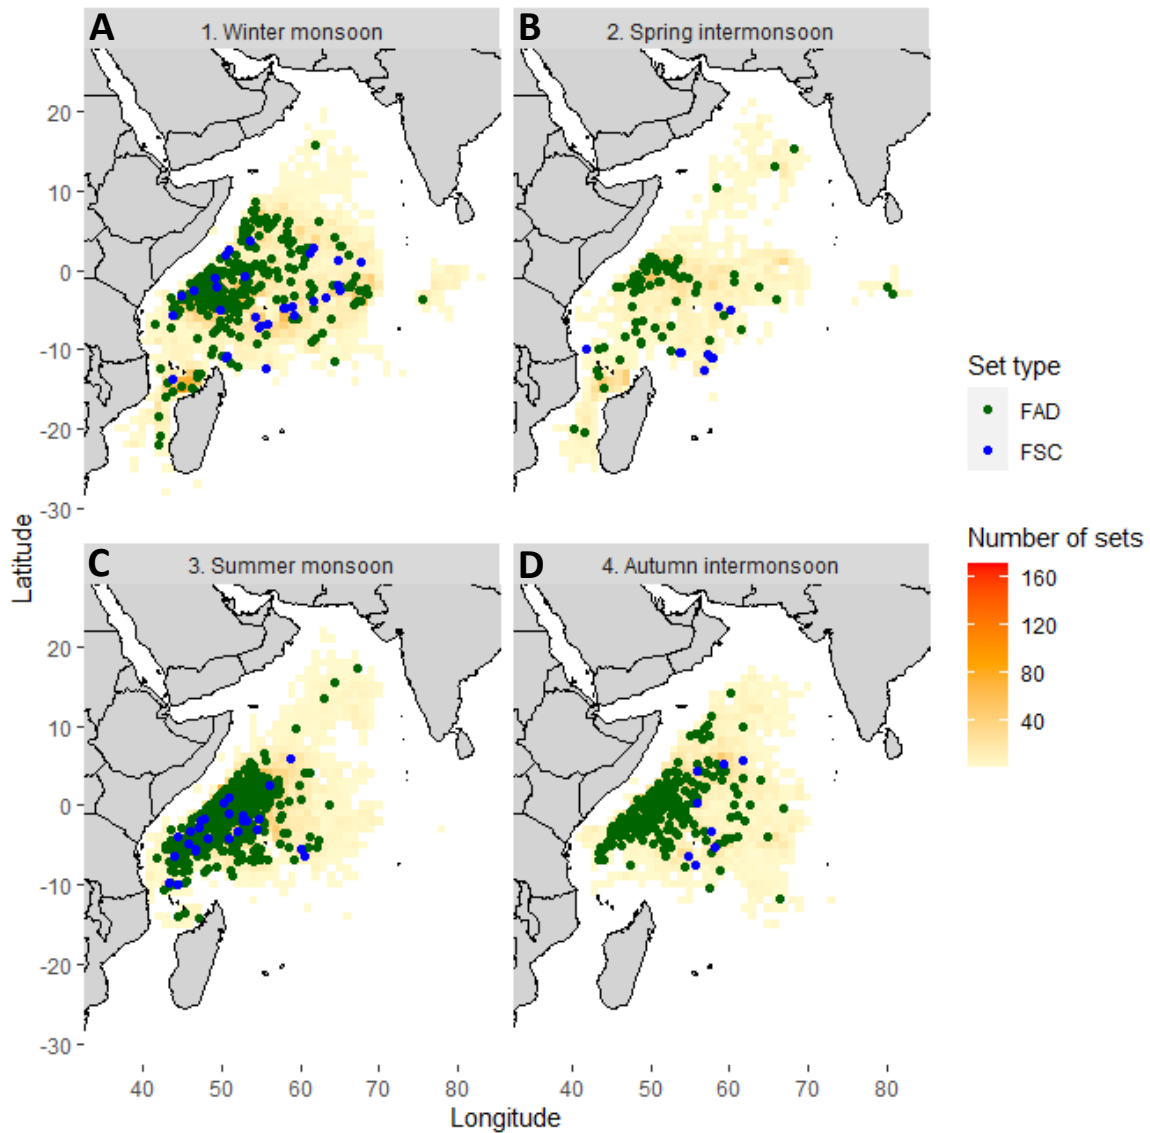 A
1. Winter monsoon
B
2. Spring intermonsoon
20
10
0
-10
-20
-30
C
3. Summer monsoon
D
4. Autumn intermonsoon
20
10
0
-10
-20
-30
40 50 60 70 80
40 50 60 70 80
Longitude
Latitude
Set type
FAD
FSC
Number of sets
160
120
80
40